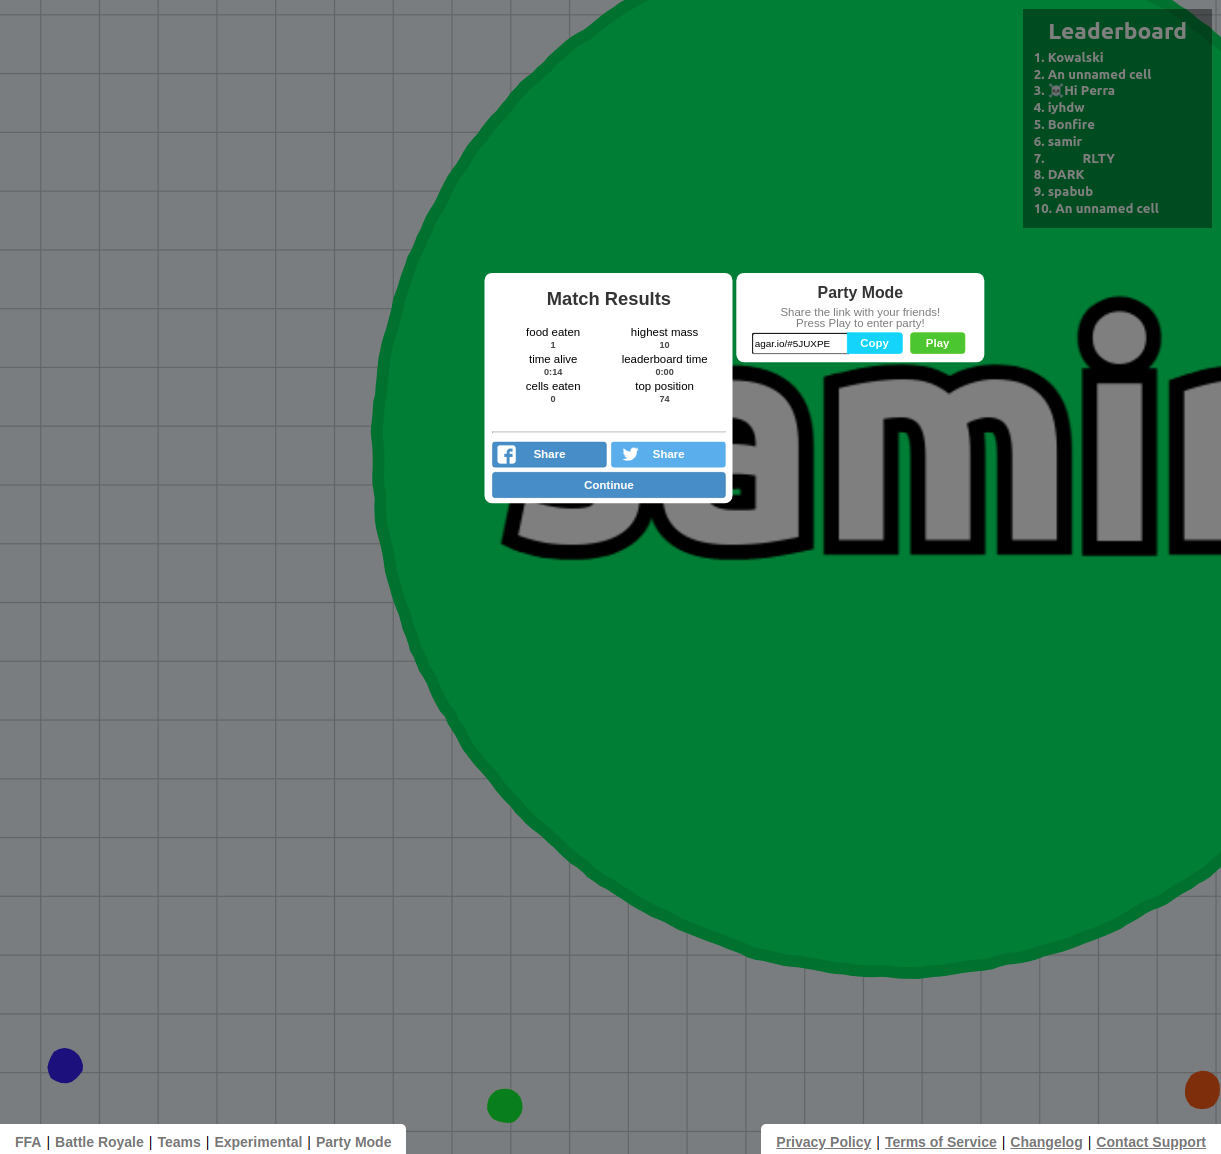 Leaderboard
1. Kowalski
2. An unnamed cell
3. ☠Hi Perra
4. iyhdw
5. Bonfire
6. samir
7. RLTY
8. DARK
9. spabub
10. An unnamed cell
Match Results
food eaten highest mass
1 10
time alive leaderboard time
0:14 0:00
cells eaten top position
0 74
Share Share
Continue
Party Mode
Share the link with your friends!
Press Play to enter party!
agar.io/#5JUXPE Copy Play
samir
FFA | Battle Royale | Teams | Experimental | Party Mode
Privacy Policy | Terms of Service | Changelog | Contact Support